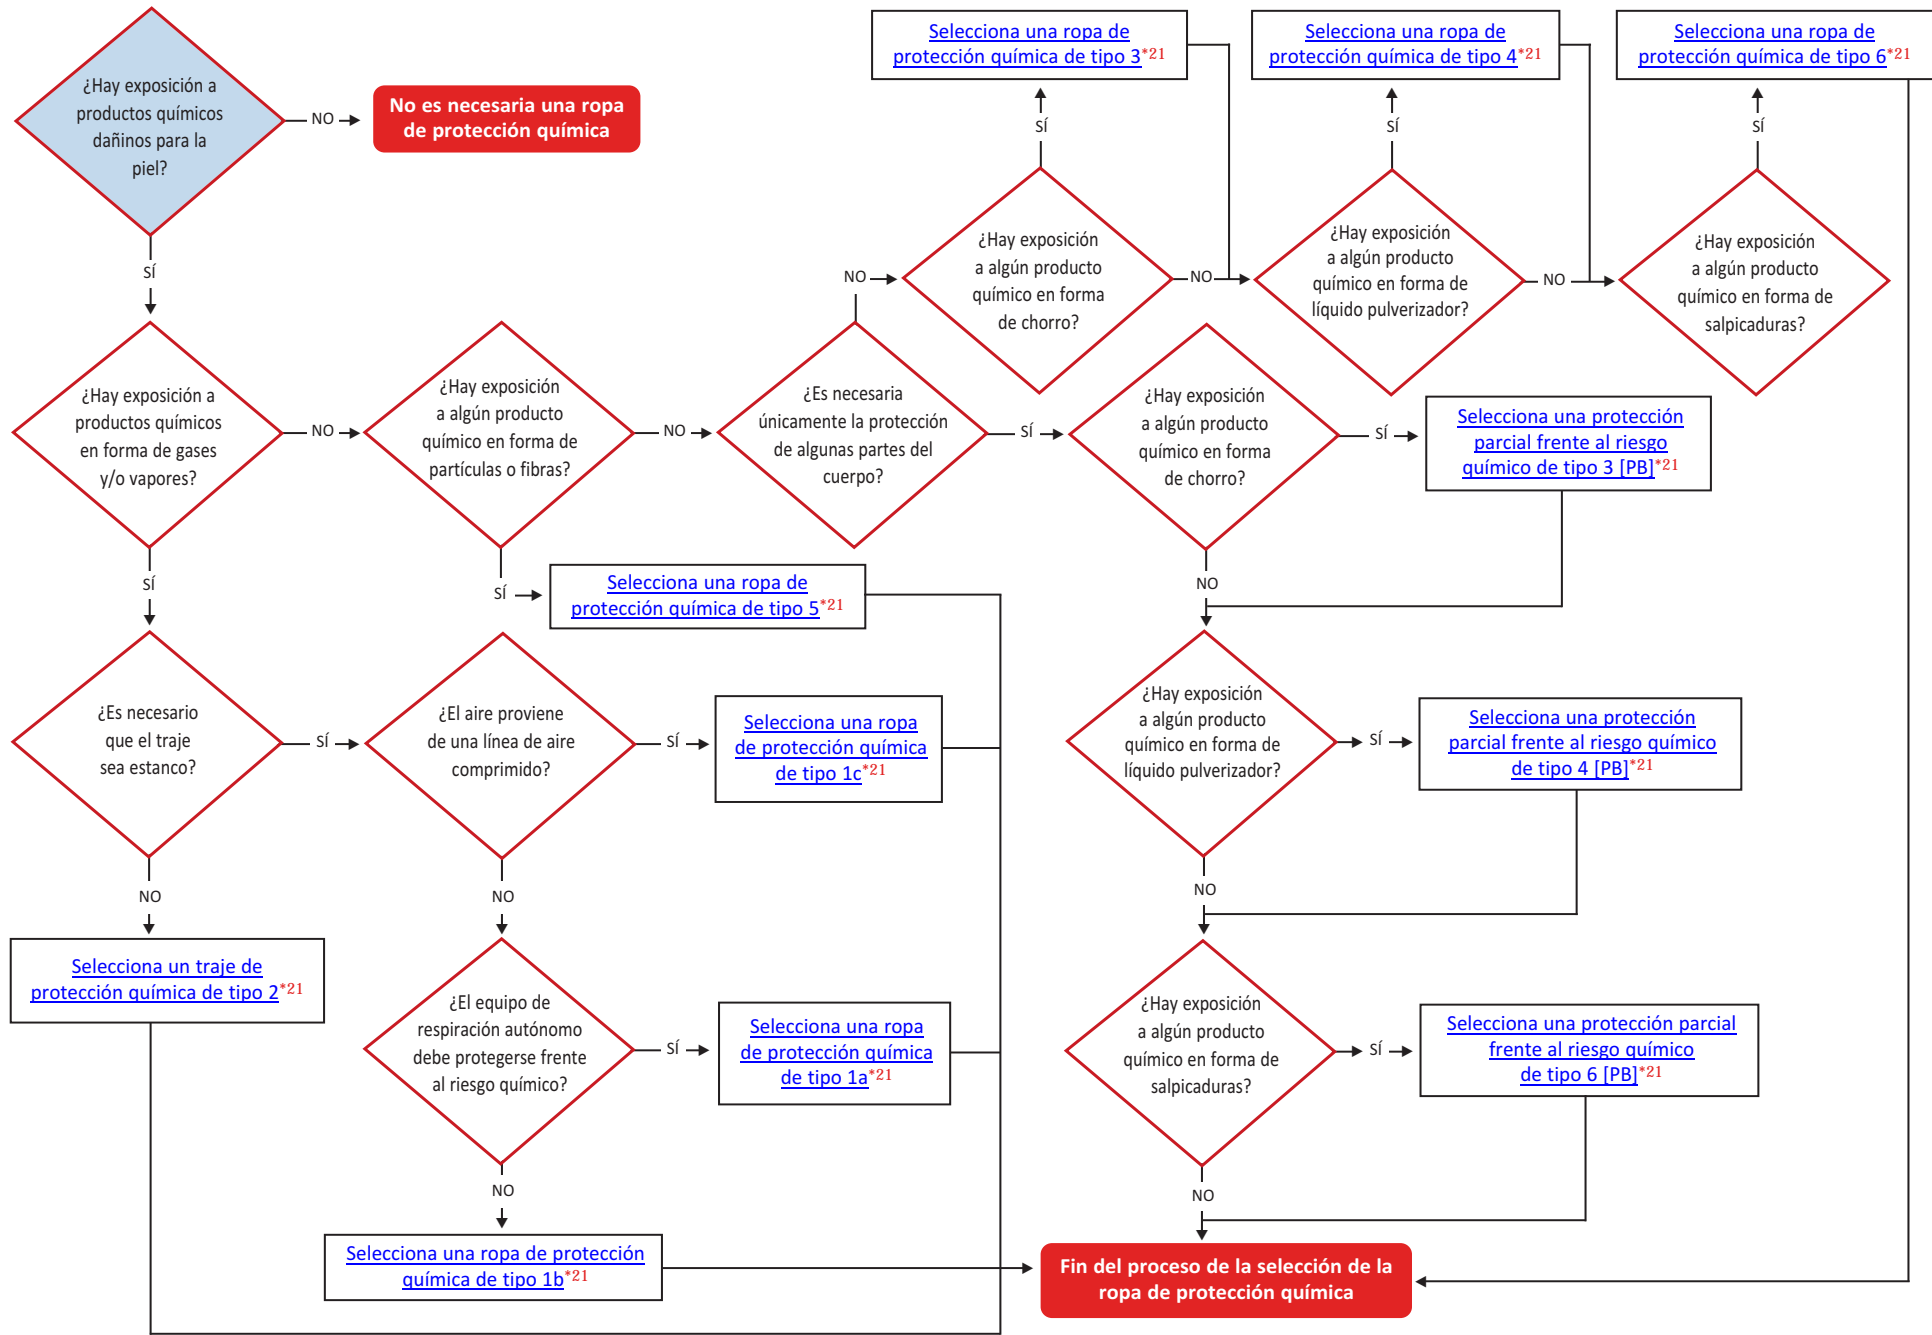 Selecciona una ropa de
protección química de tipo 3*21
Selecciona una ropa de
protección química de tipo 4*21
Selecciona una ropa de
protección química de tipo 6*21
¿Hay exposición a
productos químicos
dañinos para la
piel?
NO
No es necesaria una ropa
de protección química
SÍ
SÍ
SÍ
SÍ
¿Hay exposición
a algún producto
químico en forma
de chorro?
¿Hay exposición
a algún producto
químico en forma de
líquido pulverizador?
¿Hay exposición
a algún producto
químico en forma de
salpicaduras?
NO
NO
NO
¿Hay exposición a
productos químicos
en forma de gases
y/o vapores?
NO
¿Hay exposición
a algún producto
químico en forma de
partículas o fibras?
NO
¿Es necesaria
únicamente la protección
de algunas partes del
cuerpo?
SÍ
¿Hay exposición
a algún producto
químico en forma
de chorro?
SÍ
Selecciona una protección
parcial frente al riesgo
químico de tipo 3 [PB]*21
SÍ
SÍ
Selecciona una ropa de
protección química de tipo 5*21
NO
¿Es necesario
que el traje
sea estanco?
SÍ
¿El aire proviene
de una línea de aire
comprimido?
SÍ
Selecciona una ropa
de protección química
de tipo 1c*21
¿Hay exposición
a algún producto
químico en forma de
líquido pulverizador?
SÍ
Selecciona una protección
parcial frente al riesgo químico
de tipo 4 [PB]*21
NO
NO
NO
Selecciona un traje de
protección química de tipo 2*21
¿El equipo de
respiración autónomo
debe protegerse frente
al riesgo químico?
SÍ
Selecciona una ropa
de protección química
de tipo 1a*21
¿Hay exposición
a algún producto
químico en forma de
salpicaduras?
SÍ
Selecciona una protección parcial
frente al riesgo químico
de tipo 6 [PB]*21
NO
NO
Selecciona una ropa de protección
química de tipo 1b*21
Fin del proceso de la selección de la
ropa de protección química